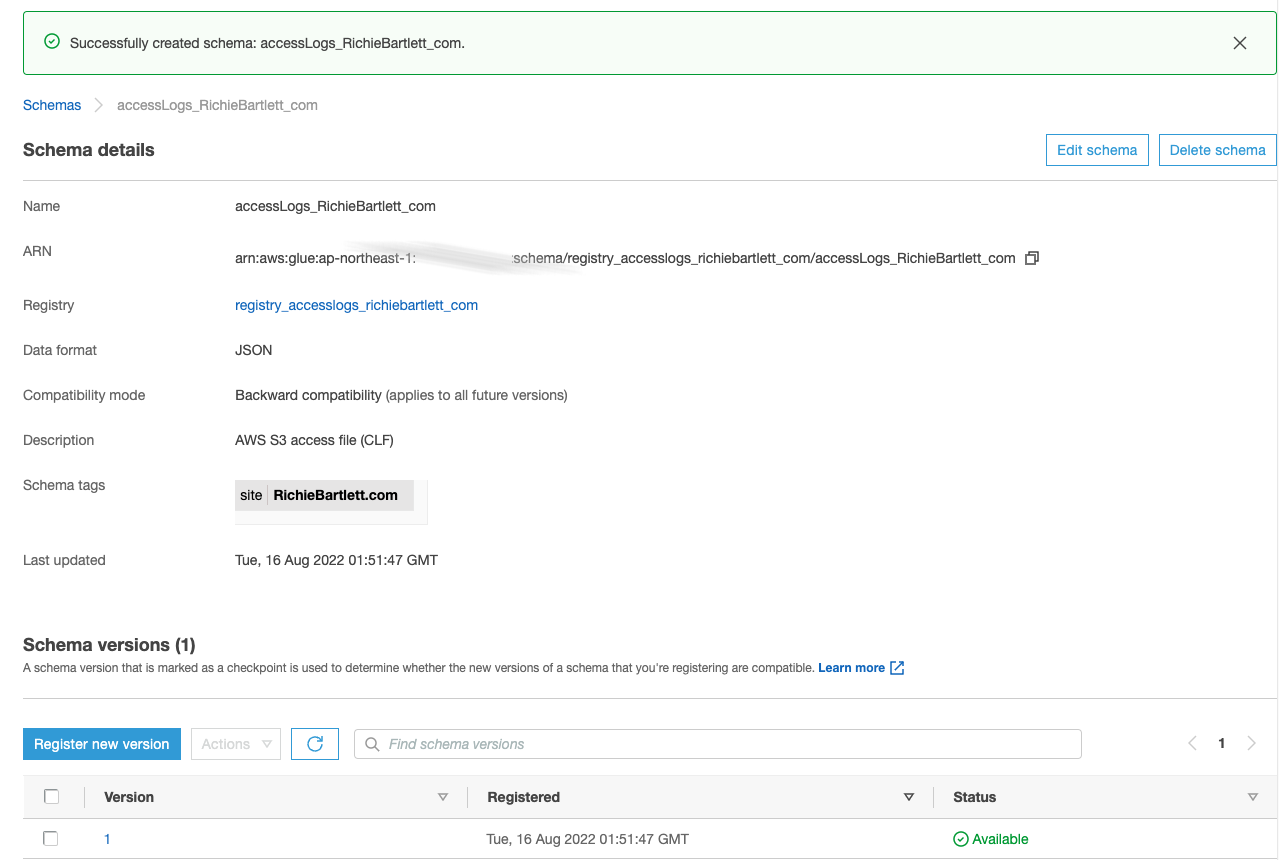 Successfully created schema: accessLogs_RichieBartlett_com.
Schemas accessLogs_RichieBartlett_com
Schema details Edit schema Delete schema
Name accessLogs_RichieBartlett_com
ARN arn:aws:glue:ap-northeast-1: :schema/registry_accesslogs_richiebartlett_com/accessLogs_RichieBartlett_com
Registry registry_accesslogs_richiebartlett_com
Data format JSON
Compatibility mode Backward compatibility (applies to all future versions)
Description AWS S3 access file (CLF)
Schema tags site RichieBartlett.com
Last updated Tue, 16 Aug 2022 01:51:47 GMT
Schema versions (1)
A schema version that is marked as a checkpoint is used to determine whether the new versions of a schema that you're registering are compatible. Learn more
Register new version Actions Find schema versions 1
Version Registered Status
1 Tue, 16 Aug 2022 01:51:47 GMT Available